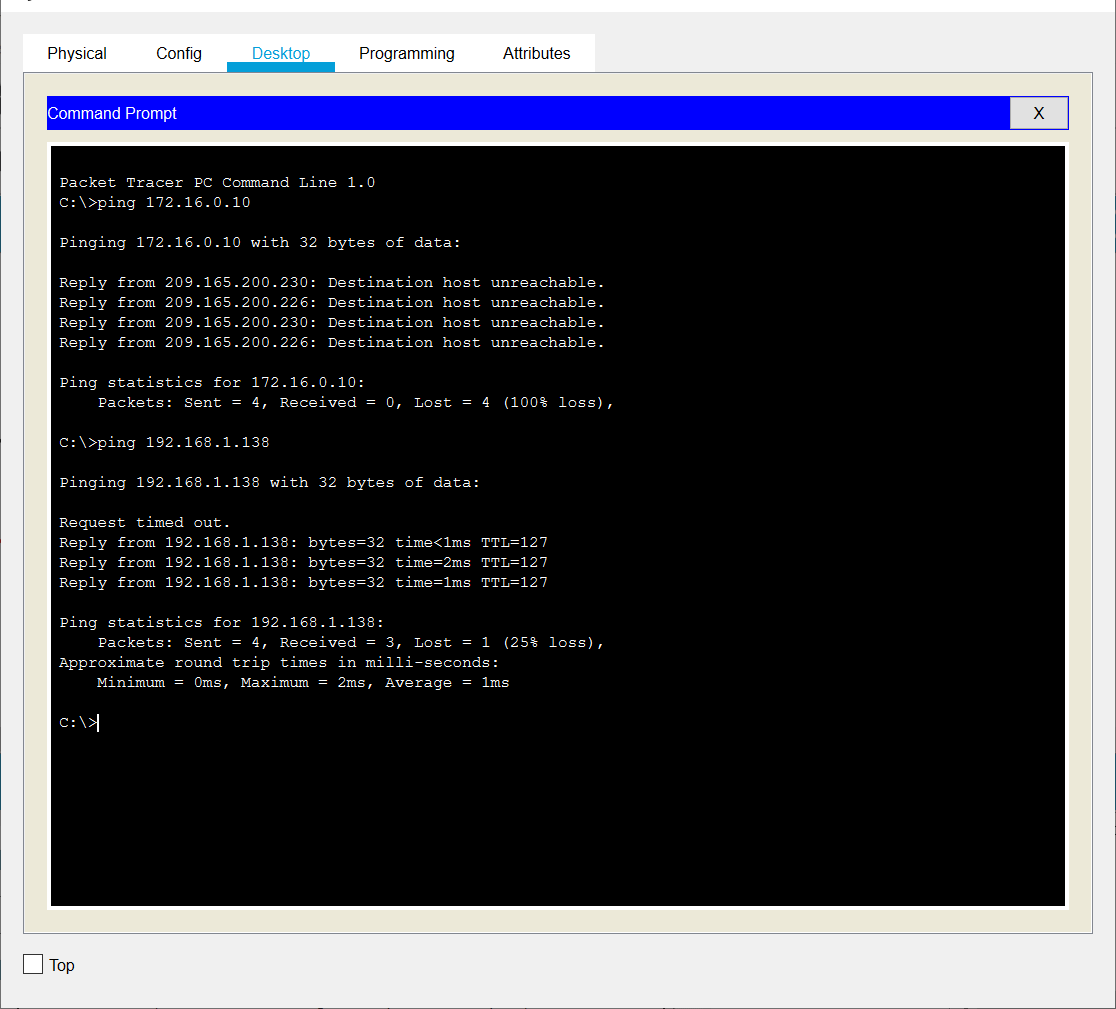 Physical Config Desktop Programming Attributes
Command Prompt X
Packet Tracer PC Command Line 1.0
C:\>ping 172.16.0.10
Pinging 172.16.0.10 with 32 bytes of data:
Reply from 209.165.200.230: Destination host unreachable.
Reply from 209.165.200.226: Destination host unreachable.
Reply from 209.165.200.230: Destination host unreachable.
Reply from 209.165.200.226: Destination host unreachable.
Ping statistics for 172.16.0.10:
Packets: Sent = 4, Received = 0, Lost = 4 (100% loss),
C:\>ping 192.168.1.138
Pinging 192.168.1.138 with 32 bytes of data:
Request timed out.
Reply from 192.168.1.138: bytes=32 time<1ms TTL=127
Reply from 192.168.1.138: bytes=32 time=2ms TTL=127
Reply from 192.168.1.138: bytes=32 time=1ms TTL=127
Ping statistics for 192.168.1.138:
Packets: Sent = 4, Received = 3, Lost = 1 (25% loss),
Approximate round trip times in milli-seconds:
Minimum = 0ms, Maximum = 2ms, Average = 1ms
C:\>
Top